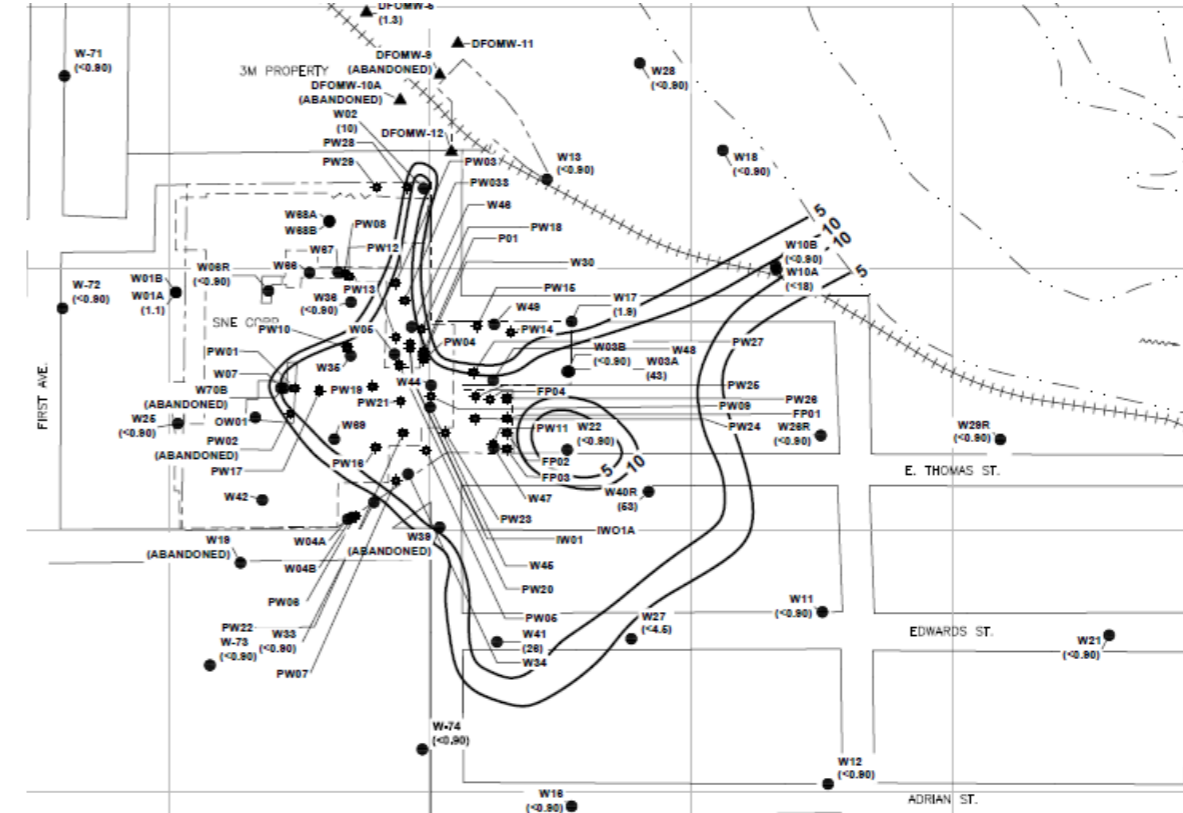 DFOMW-8
(1.3)
DFOMW-11
W-71
(<0.90)
3M PROPERTY
DFOMW-9
(ABANDONED)
W28
(<0.90)
DFOMW-10A
(ABANDONED)
W02
(10)
DFOMW-12
PW28
PW29
PW03
W13
(<0.90)
W18
(<0.90)
PW03S
W46
W68A
W68B
PW08
PW18
P01
5
10
10
5
W67
PW12
W30
W10B
(<0.90)
W10A
(<18)
W01B
W01A
(1.1)
W06R
(<0.90)
W66
PW13
PW15
W-72
(<0.90)
W36
(<0.90)
W49
W17
(1.9)
SNE CORP
PW10
W05
PW14
PW04
PW27
PW01
W03B
(<0.90)
W48
W03A
(43)
W07
W35
FIRST AVE.
W70B
(ABANDONED)
PW19
W44
FP04
PW25
PW21
PW26
PW09
FP01
W25
(<0.90)
OW01
PW11
W22
(<0.90)
PW24
W26R
(<0.90)
W29R
(<0.90)
PW02
(ABANDONED)
W69
PW17
PW16
FP02
FP03
5
10
E. THOMAS ST.
W42
W47
W40R
(53)
PW23
IWO1A
IW01
W19
(ABANDONED)
W04A
W39
(ABANDONED)
W04B
W45
PW20
PW06
PW05
W11
(<0.90)
PW22
W33
(<0.90)
W27
(<4.5)
W-73
(<0.90)
W41
(26)
EDWARDS ST.
W21
(<0.90)
PW07
W34
W-74
(<0.90)
W12
(<0.90)
W16
(<0.90)
ADRIAN ST.